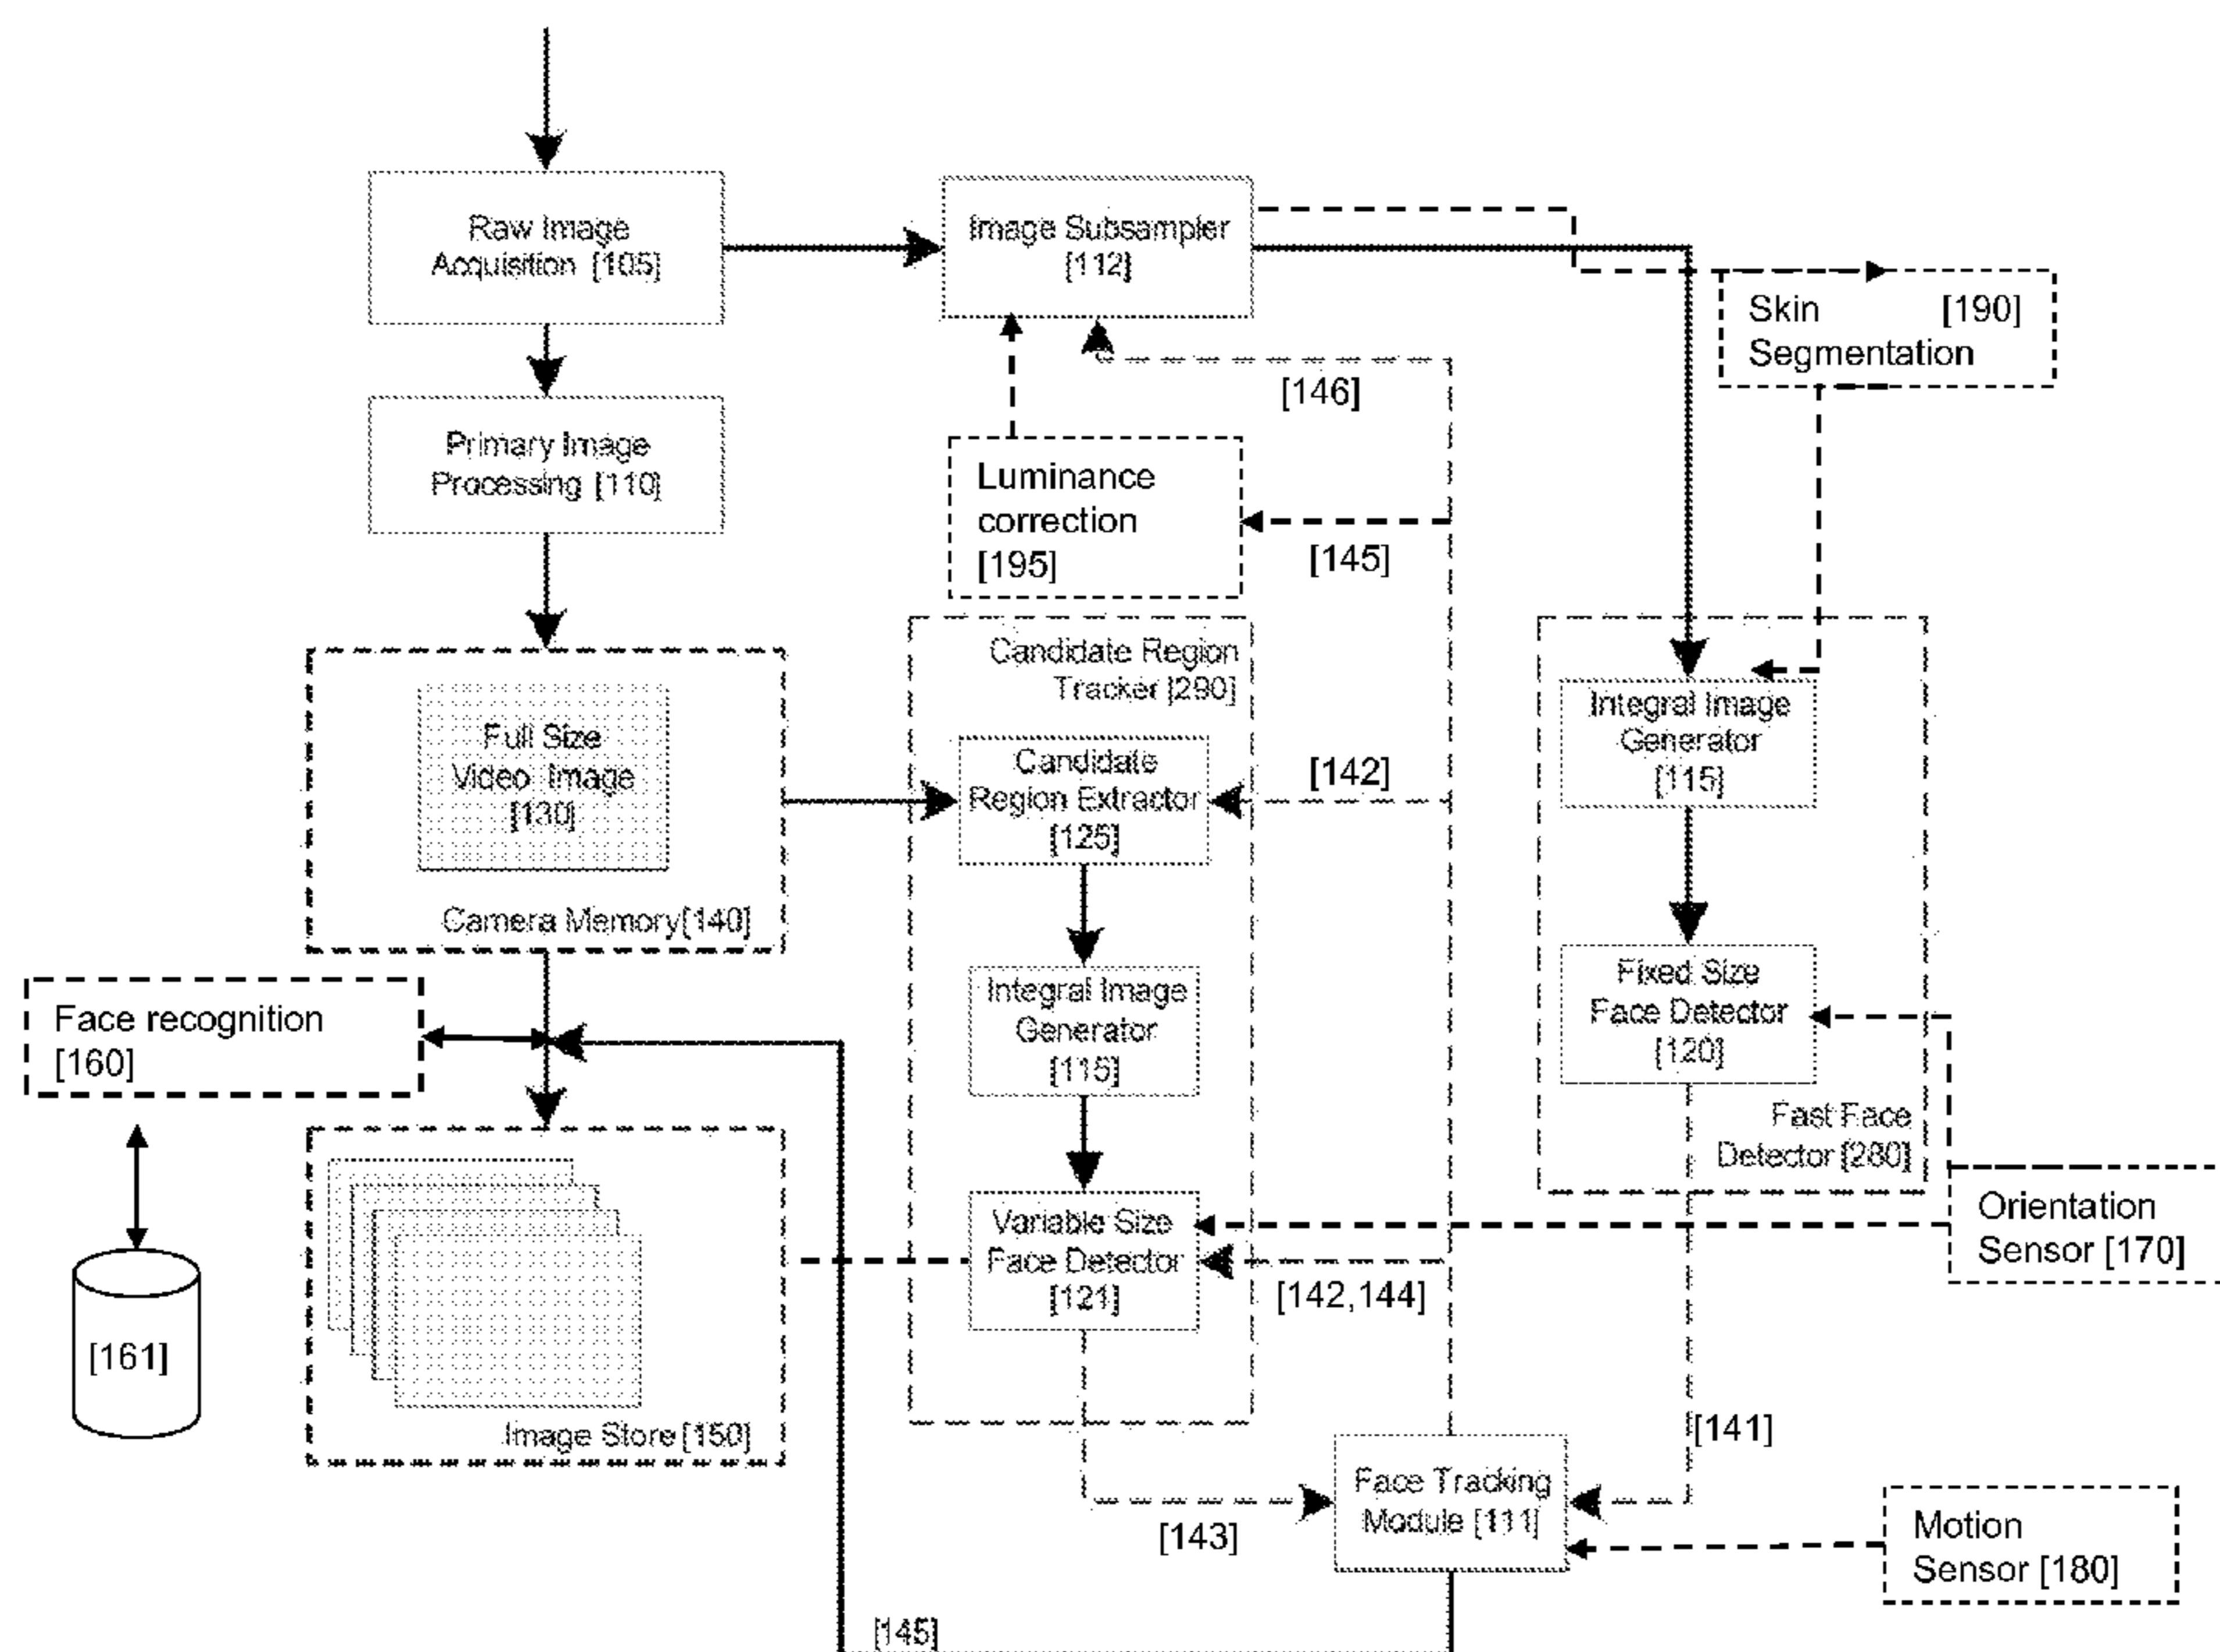 Raw Image
Acquisition [105]
Image Subsampler
[112]
Skin [190]
Segmentation
[146]
Primary Image
Processing [110]
Luminance
correction
[195]
[145]
Candidate Region
Tracker [290]
Full Size
Video Image
[130]
Camera Memory[140]
Candidate
Region Extractor
[125]
[142]
Integral Image
Generator
[115]
Face recognition
[160]
Integral Image
Generator
[115]
Fixed Size
Face Detector
[120]
Fast Face
Detector [280]
Variable Size
Face Detector
[121]
[142,144]
Orientation
Sensor [170]
[161]
Image Store [150]
[141]
[143]
Face Tracking
Module [111]
Motion
Sensor [180]
[145]